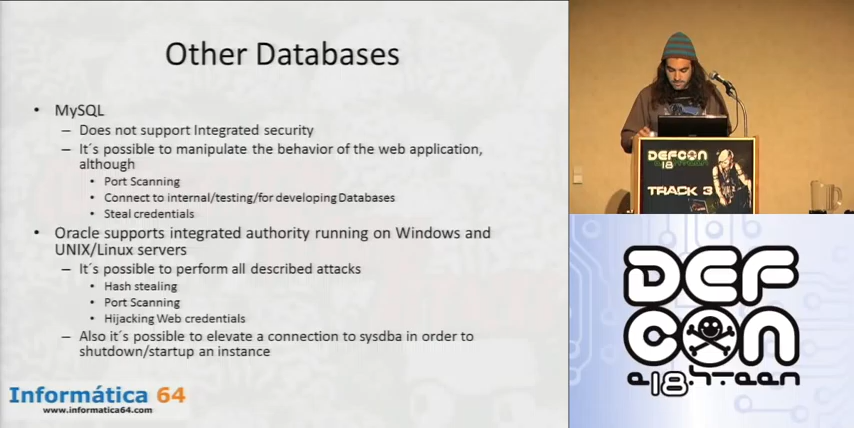 Other Databases
• MySQL
– Does not support Integrated security
– It´s possible to manipulate the behavior of the web application,
although
• Port Scanning
• Connect to internal/testing/for developing Databases
• Steal credentials
• Oracle supports integrated authority running on Windows and
UNIX/Linux servers
– It´s possible to perform all described attacks
• Hash stealing
• Port Scanning
• Hijacking Web credentials
– Also it´s possible to elevate a connection to sysdba in order to
shutdown/startup an instance
Informática 64
www.informatica64.com
DEFCON
18
TRACK 3
DEF
CON
e18hteen